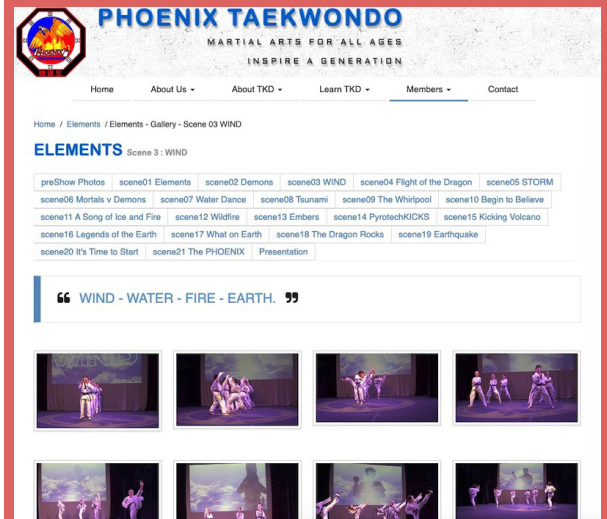 PHOENIX TAEKWONDO
MARTIAL ARTS FOR ALL AGES
INSPIRE A GENERATION
PHOENIX
Home About Us About TKD Learn TKD Members Contact
Home / Elements / Elements - Gallery - Scene 03 WIND
ELEMENTS Scene 3 : WIND
preShow Photos scene01 Elements scene02 Demons scene03 WIND scene04 Flight of the Dragon scene05 STORM
scene06 Mortals v Demons scene07 Water Dance scene08 Tsunami scene09 The Whirlpool scene10 Begin to Believe
scene11 A Song of Ice and Fire scene12 Wildfire scene13 Embers scene14 PyrotechKICKS scene15 Kicking Volcano
scene16 Legends of the Earth scene17 What on Earth scene18 The Dragon Rocks scene19 Earthquake
scene20 It's Time to Start scene21 The PHOENIX Presentation
❝ WIND - WATER - FIRE - EARTH. ❞
WIND